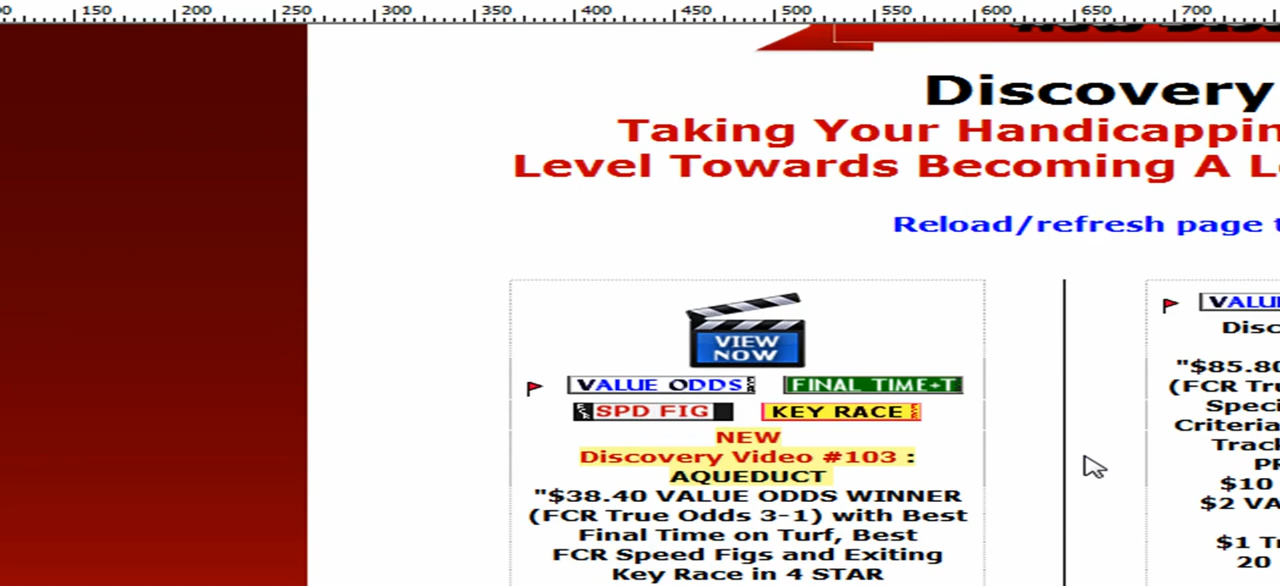 150 200 250 300 350 400 450 500 550 600 650 700
Discovery
Taking Your Handicappin
Level Towards Becoming A L
Reload/refresh page t
VIEW
NOW
VALUE ODDS FINAL TIME+T
SPD FIG KEY RACE
NEW
Discovery Video #103 :
AQUEDUCT
"$38.40 VALUE ODDS WINNER
(FCR True Odds 3-1) with Best
Final Time on Turf, Best
FCR Speed Figs and Exiting
Key Race in 4 STAR
VALU
Disc
"$85.80
(FCR Tru
Speci
Criteria
Track
PR
$10
$2 VA
$1 Tr
20